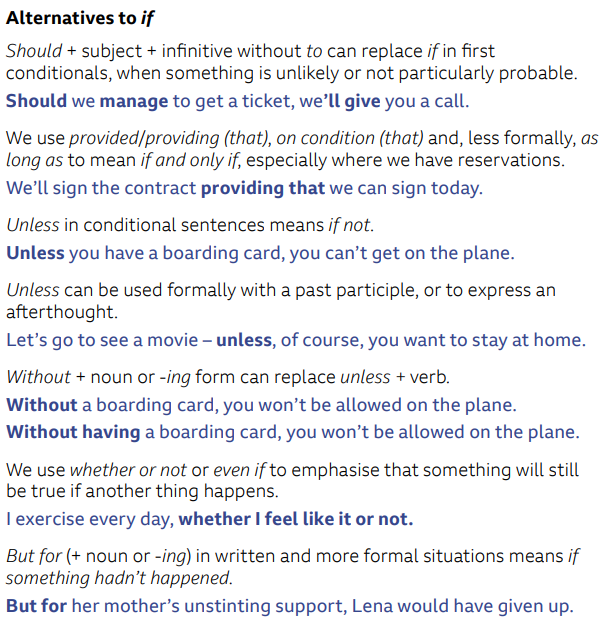 Alternatives to if
Should + subject + infinitive without to can replace if in first
conditionals, when something is unlikely or not particularly probable.
Should we manage to get a ticket, we’ll give you a call.
We use provided/providing (that), on condition (that) and, less formally, as
long as to mean if and only if, especially where we have reservations.
We’ll sign the contract providing that we can sign today.
Unless in conditional sentences means if not.
Unless you have a boarding card, you can’t get on the plane.
Unless can be used formally with a past participle, or to express an
afterthought.
Let’s go to see a movie – unless, of course, you want to stay at home.
Without + noun or -ing form can replace unless + verb.
Without a boarding card, you won’t be allowed on the plane.
Without having a boarding card, you won’t be allowed on the plane.
We use whether or not or even if to emphasise that something will still
be true if another thing happens.
I exercise every day, whether I feel like it or not.
But for (+ noun or -ing) in written and more formal situations means if
something hadn’t happened.
But for her mother’s unstinting support, Lena would have given up.